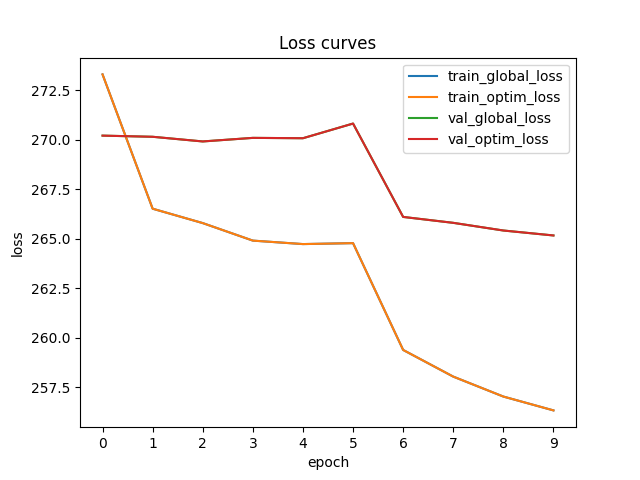 Loss curves
train_global_loss
train_optim_loss
val_global_loss
val_optim_loss
272.5
270.0
267.5
265.0
262.5
260.0
257.5
loss
0 1 2 3 4 5 6 7 8 9
epoch